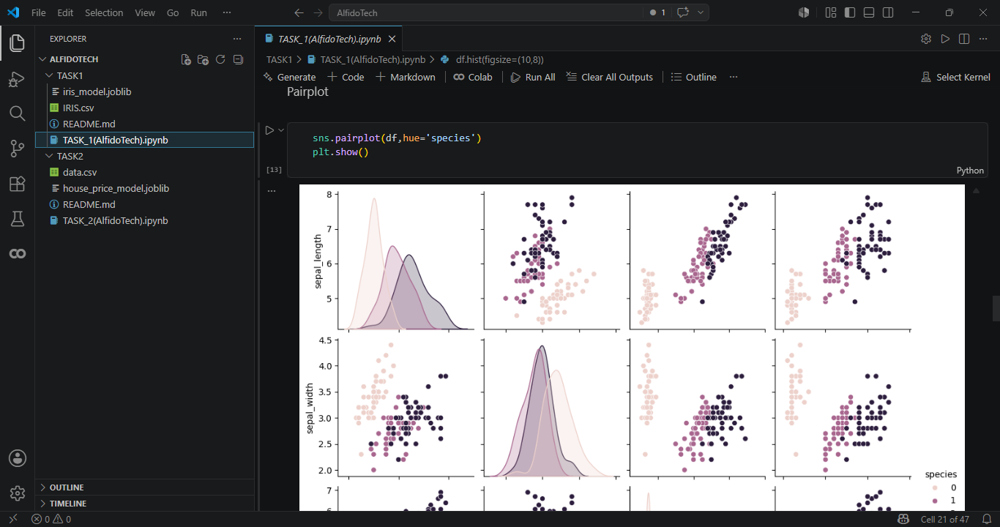 File Edit Selection View Go Run ···
AlfidoTech
1
EXPLORER ···
ALFIDOTECH
TASK1
iris_model.joblib
IRIS.csv
README.md
TASK_1(AlfidoTech).ipynb
TASK2
data.csv
house_price_model.joblib
README.md
TASK_2(AlfidoTech).ipynb
OUTLINE
TIMELINE
TASK_1(AlfidoTech).ipynb
TASK1 > TASK_1(AlfidoTech).ipynb > df.hist(figsize=(10,8))
Generate + Code + Markdown Colab Run All Clear All Outputs Outline ··· Select Kernel
Pairplot
sns.pairplot(df,hue='species')
plt.show()
[13]
Python
···
8
7
6
5
sepal_length
4.5
4.0
3.5
3.0
2.5
2.0
sepal_width
7
6
species
0
1
0 0
Cell 21 of 47